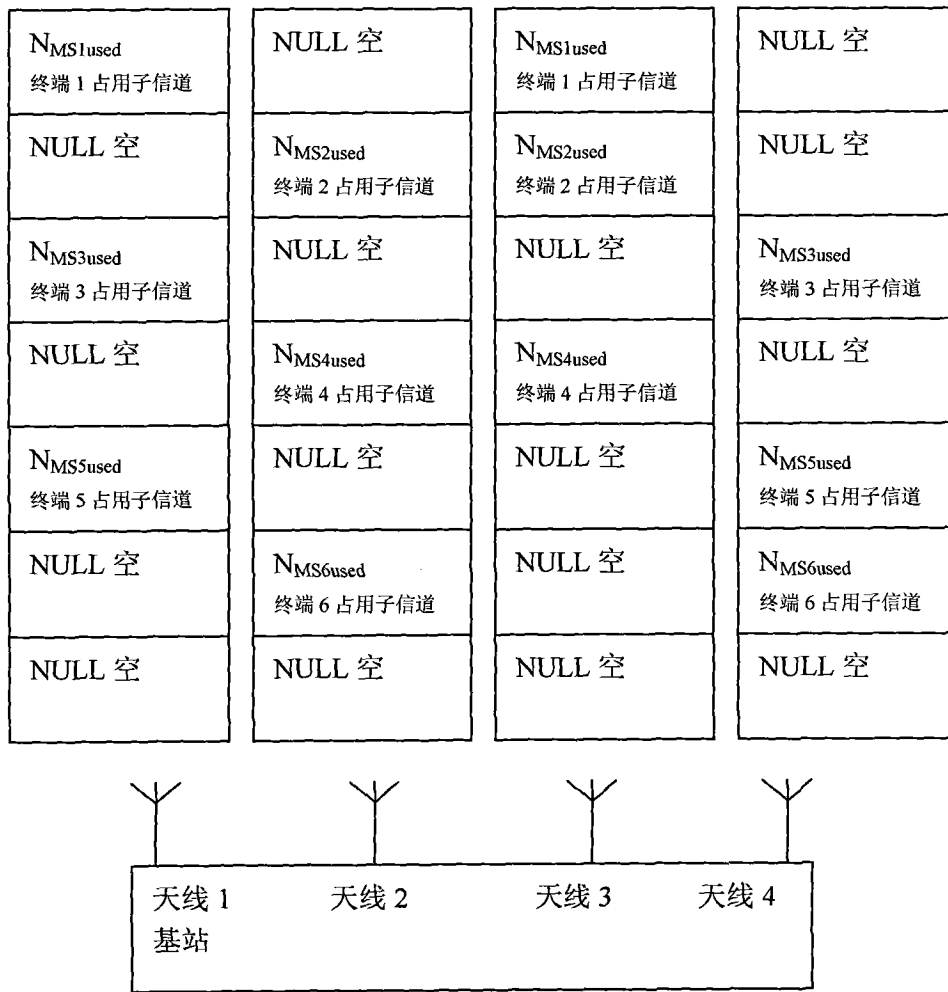 N_MS1used
终端 1 占用子信道
NULL 空
N_MS1used
终端 1 占用子信道
NULL 空
NULL 空
N_MS2used
终端 2 占用子信道
N_MS2used
终端 2 占用子信道
NULL 空
N_MS3used
终端 3 占用子信道
NULL 空
NULL 空
N_MS3used
终端 3 占用子信道
NULL 空
N_MS4used
终端 4 占用子信道
N_MS4used
终端 4 占用子信道
NULL 空
N_MS5used
终端 5 占用子信道
NULL 空
NULL 空
N_MS5used
终端 5 占用子信道
NULL 空
N_MS6used
终端 6 占用子信道
NULL 空
N_MS6used
终端 6 占用子信道
NULL 空
NULL 空
NULL 空
NULL 空
天线 1
天线 2
天线 3
天线 4
基站